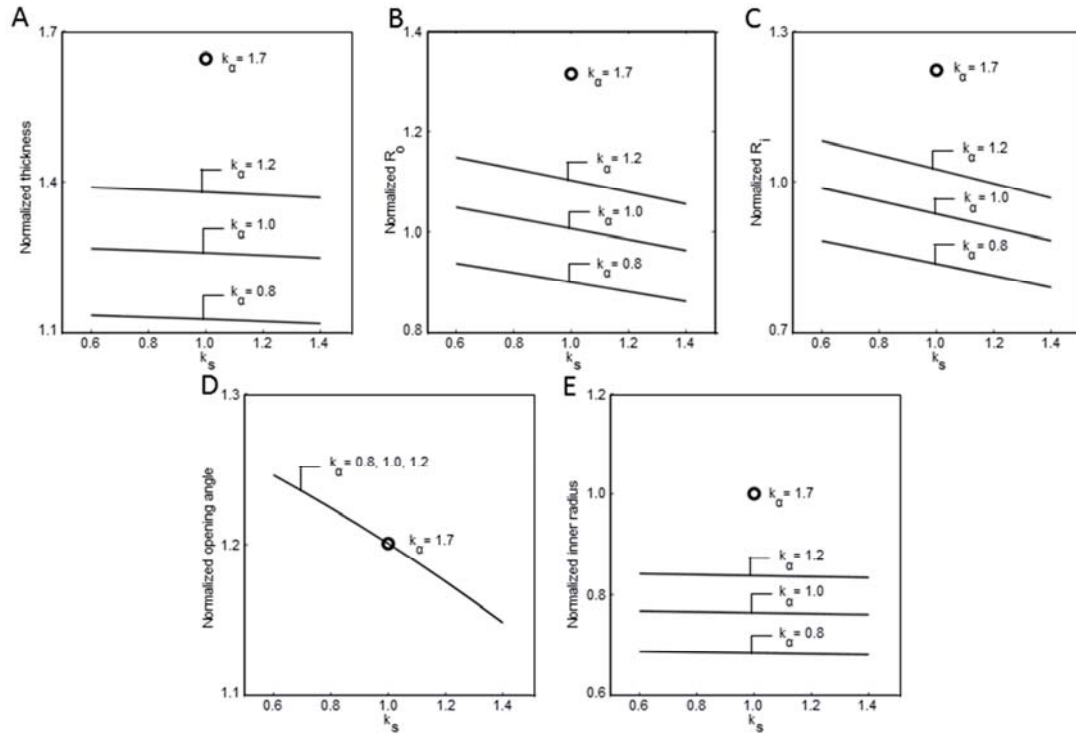 A
Normalized thickness
1.7
1.4
1.1
k_α = 1.7
k_α = 1.2
k_α = 1.0
k_α = 0.8
0.6 0.8 1.0 1.2 1.4
k_s
B
Normalized R_o
1.4
1.2
1.0
0.8
k_α = 1.7
k_α = 1.2
k_α = 1.0
k_α = 0.8
0.6 0.8 1.0 1.2 1.4
k_s
C
Normalized R_i
1.3
1.0
0.7
k_α = 1.7
k_α = 1.2
k_α = 1.0
k_α = 0.8
0.6 0.8 1.0 1.2 1.4
k_s
D
Normalized opening angle
1.3
1.2
1.1
k_α = 0.8, 1.0, 1.2
k_α = 1.7
0.6 0.8 1.0 1.2 1.4
k_s
E
Normalized inner radius
1.2
1.0
0.8
0.6
k_α = 1.7
k_α = 1.2
k_α = 1.0
k_α = 0.8
0.6 0.8 1.0 1.2 1.4
k_s